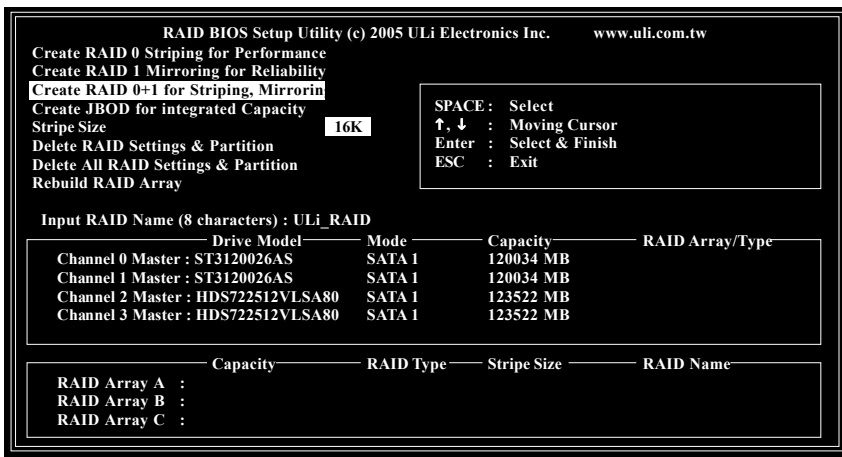 RAID BIOS Setup Utility (c) 2005 ULi Electronics Inc. www.uli.com.tw
Create RAID 0 Striping for Performance
Create RAID 1 Mirroring for Reliability
Create RAID 0+1 for Striping, Mirrorin
Create JBOD for integrated Capacity
Stripe Size 16K
Delete RAID Settings & Partition
Delete All RAID Settings & Partition
Rebuild RAID Array
SPACE : Select
↑, ↓ : Moving Cursor
Enter : Select & Finish
ESC : Exit
Input RAID Name (8 characters) : ULi_RAID
Drive Model Mode Capacity RAID Array/Type
Channel 0 Master : ST3120026AS SATA 1 120034 MB
Channel 1 Master : ST3120026AS SATA 1 120034 MB
Channel 2 Master : HDS722512VLSA80 SATA 1 123522 MB
Channel 3 Master : HDS722512VLSA80 SATA 1 123522 MB
Capacity RAID Type Stripe Size RAID Name
RAID Array A :
RAID Array B :
RAID Array C :